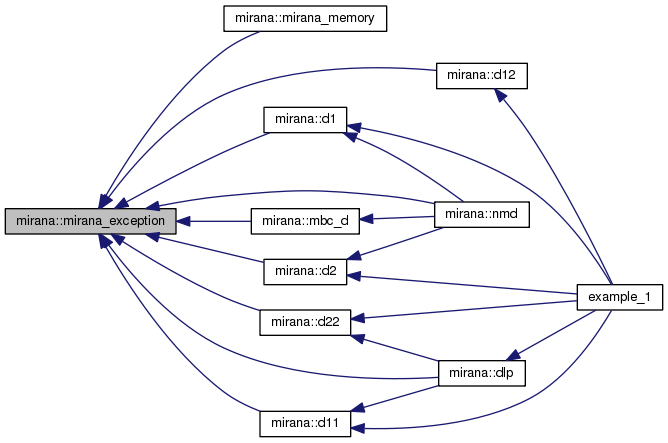 mirana::mirana_memory
mirana::d12
mirana::d1
mirana::mirana_exception
mirana::mbc_d
mirana::nmd
mirana::d2
example_1
mirana::d22
mirana::dlp
mirana::d11